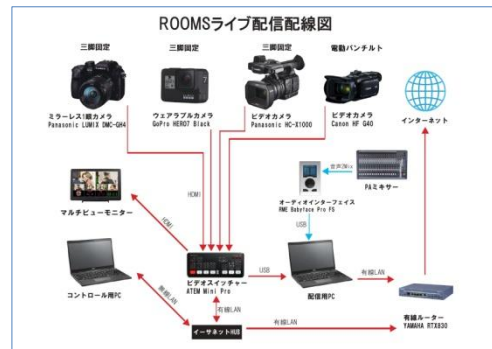 ROOMSライブ配信配線図
三脚固定
三脚固定
三脚固定
電動パンチルト
ミラーレス1眼カメラ
Panasonic LUMIX DMC-GH4
ウェアラブルカメラ
GoPro HERO7 Black
ビデオカメラ
Panasonic HC-X1000
ビデオカメラ
Canon HF G40
インターネット
HDMI
音声2Mix
PAミキサー
オーディオインターフェイス
RME Babyface Pro FS
マルチビューモニター
HDMI
USB
ビデオスイッチャー
ATEM Mini Pro
USB
有線LAN
コントロール用PC
無線LAN
有線LAN
配信用PC
有線ルーター
YAMAHA RTX830
イーサネットHUB
有線LAN